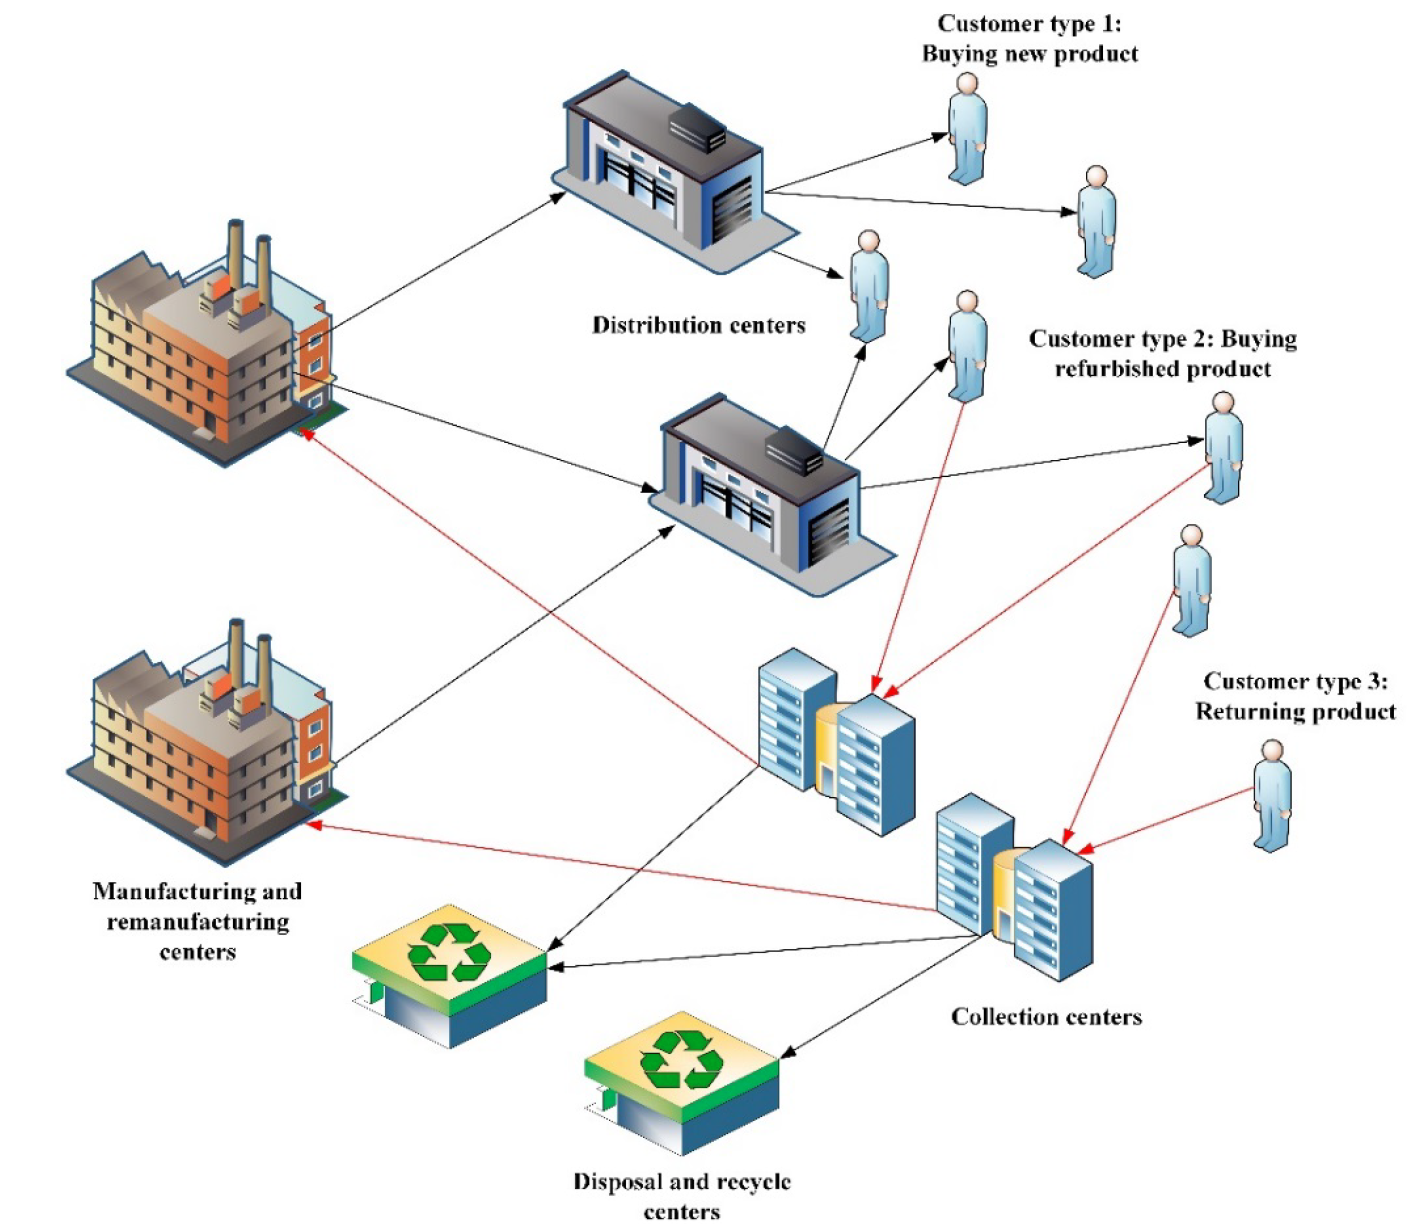 Customer type 1:
Buying new product
Distribution centers
Customer type 2: Buying
refurbished product
Customer type 3:
Returning product
Manufacturing and
remanufacturing
centers
Collection centers
Disposal and recycle
centers